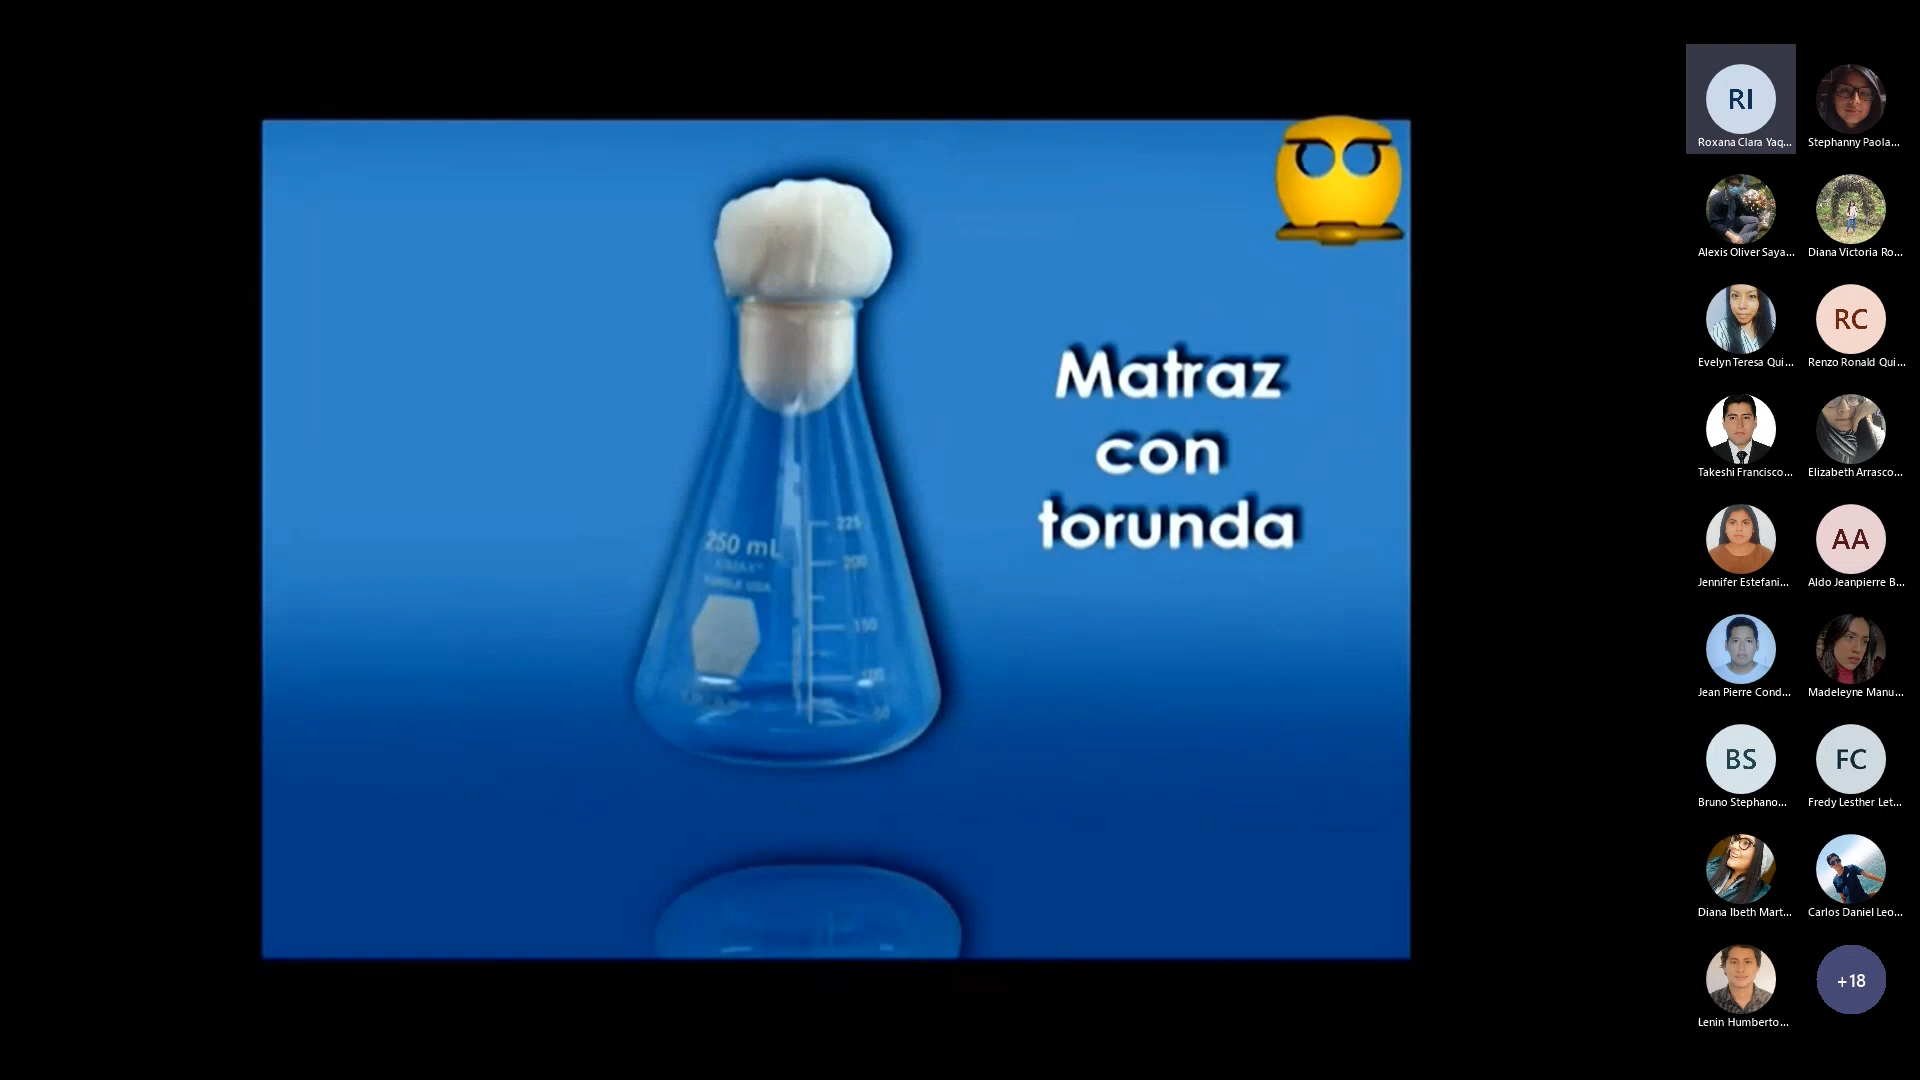 Matraz
con
torunda
250 mL
KIMAX
225
200
150
100
50
RI
Roxana Clara Yaq...
Stephanny Paola...
Alexis Oliver Saya...
Diana Victoria Ro...
Evelyn Teresa Qui...
RC
Renzo Ronald Qui...
Takeshi Francisco...
Elizabeth Arrasco...
Jennifer Estefani...
AA
Aldo Jeanpierre B...
Jean Pierre Cond...
Madeleyne Manu...
BS
Bruno Stephano...
FC
Fredy Lesther Let...
Diana Ibeth Mart...
Carlos Daniel Leo...
Lenin Humberto...
+18